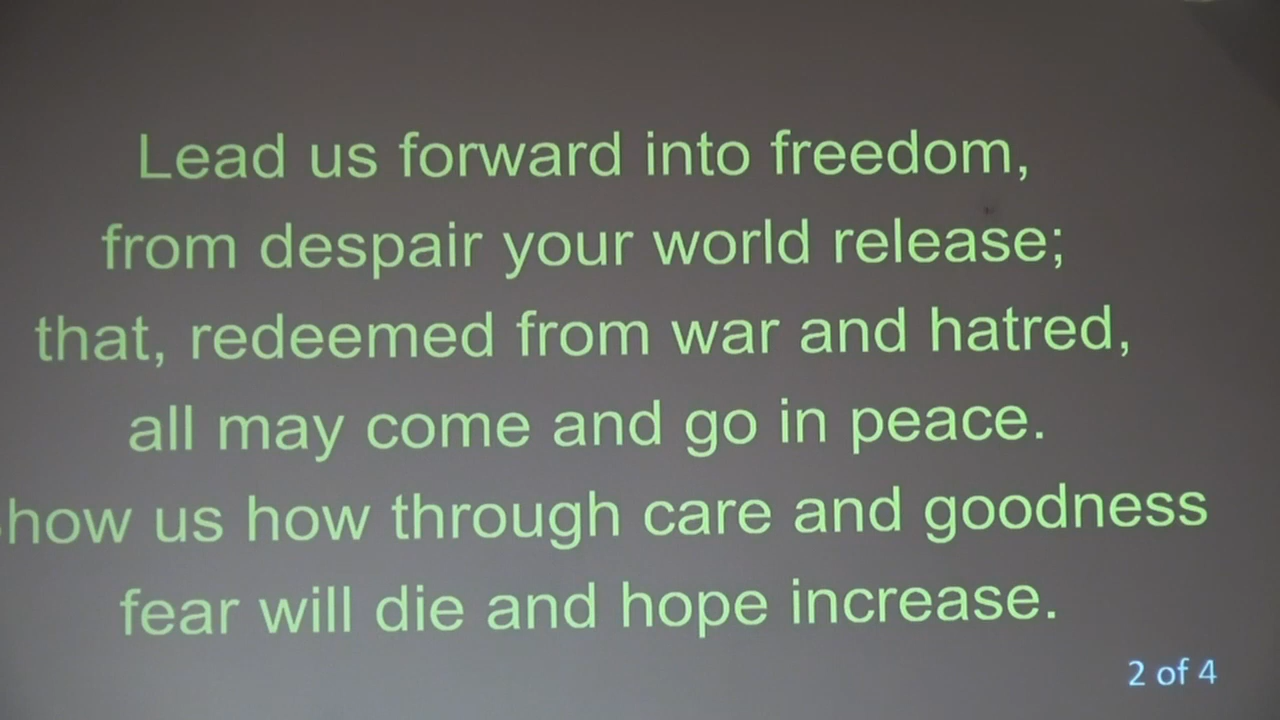 Lead us forward into freedom,
from despair your world release;
that, redeemed from war and hatred,
all may come and go in peace.
Show us how through care and goodness
fear will die and hope increase.
2 of 4